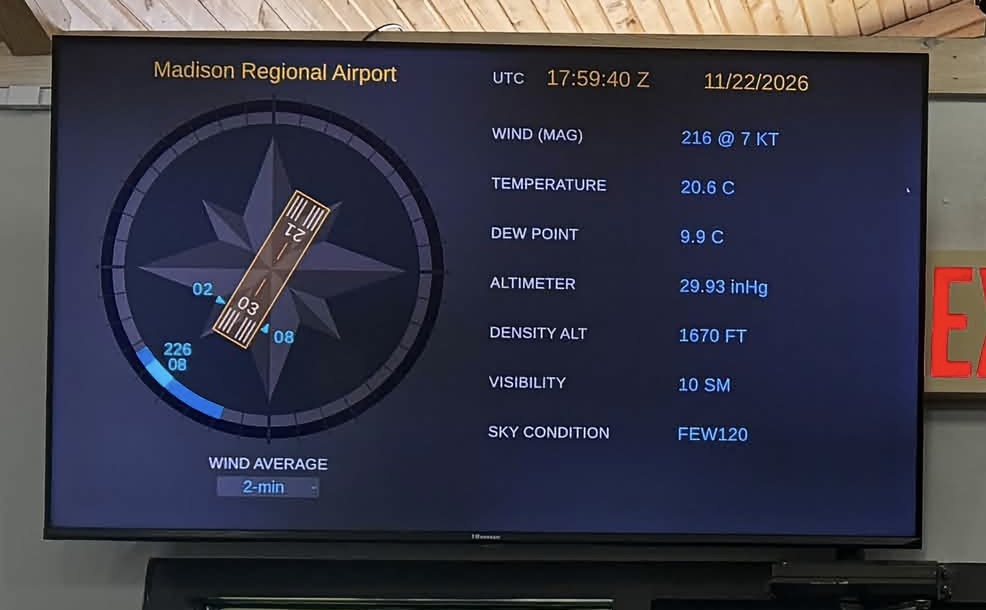 Madison Regional Airport
UTC 17:59:40 Z 11/22/2026
WIND (MAG) 216 @ 7 KT
TEMPERATURE 20.6 C
DEW POINT 9.9 C
ALTIMETER 29.93 inHg
DENSITY ALT 1670 FT
VISIBILITY 10 SM
SKY CONDITION FEW120
21
02
03
08
226
08
WIND AVERAGE
2-min
Hisense